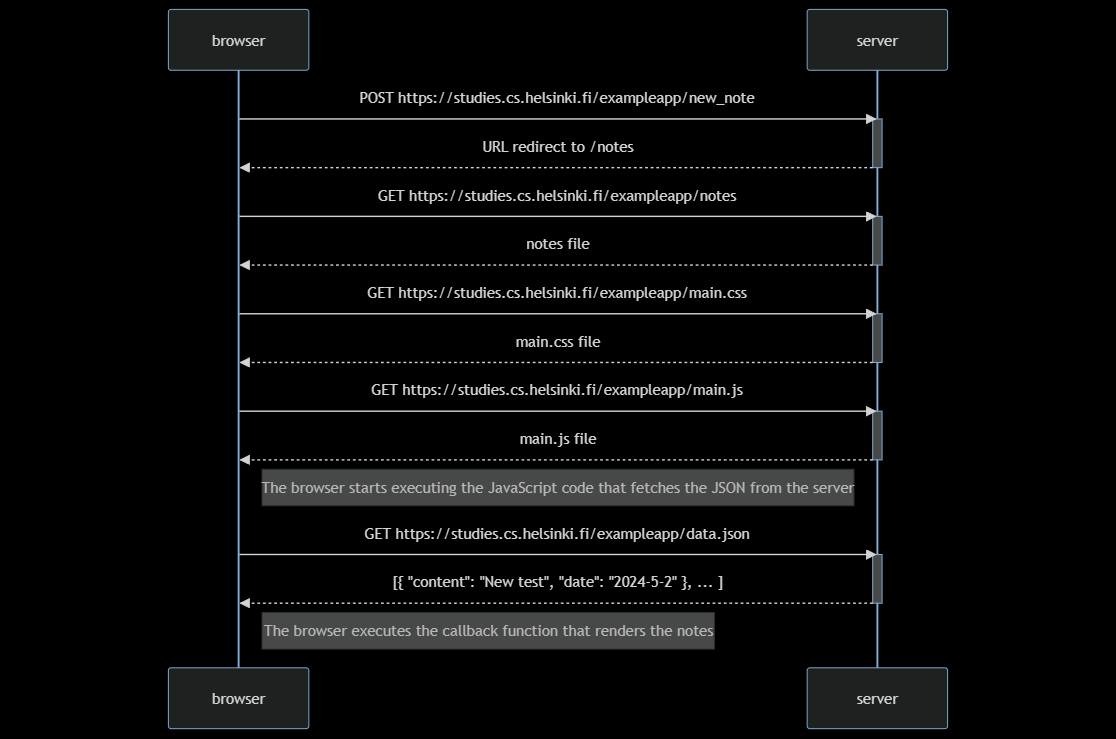 browser
server
POST https://studies.cs.helsinki.fi/exampleapp/new_note
URL redirect to /notes
GET https://studies.cs.helsinki.fi/exampleapp/notes
notes file
GET https://studies.cs.helsinki.fi/exampleapp/main.css
main.css file
GET https://studies.cs.helsinki.fi/exampleapp/main.js
main.js file
The browser starts executing the JavaScript code that fetches the JSON from the server
GET https://studies.cs.helsinki.fi/exampleapp/data.json
[{ "content": "New test", "date": "2024-5-2" }, ... ]
The browser executes the callback function that renders the notes
browser
server